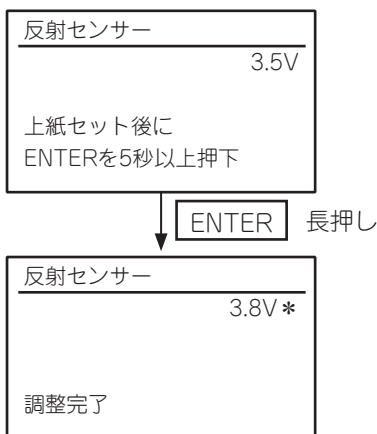 反射センサー
3.5V
上紙セット後に
ENTERを5秒以上押下
ENTER 長押し
反射センサー
3.8V＊
調整完了